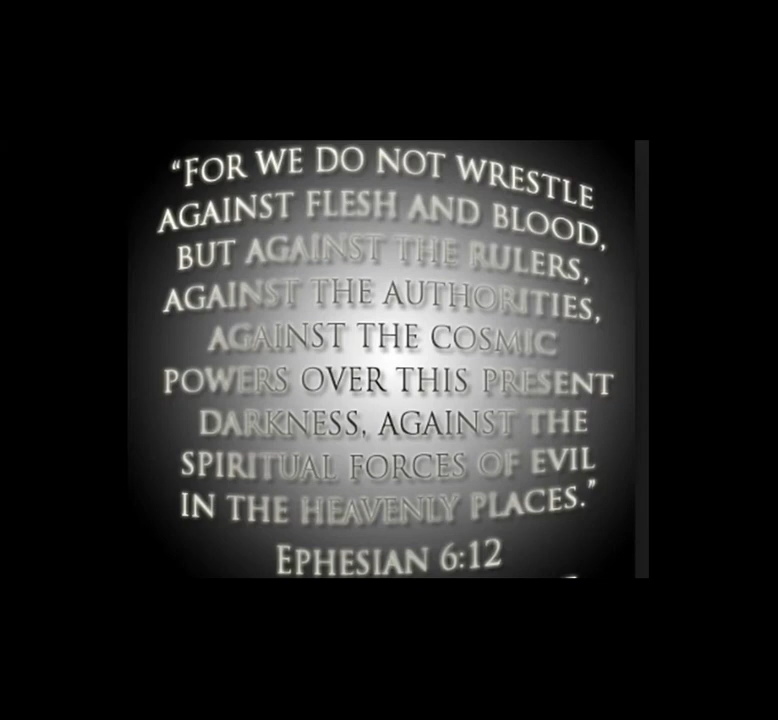 “FOR WE DO NOT WRESTLE
AGAINST FLESH AND BLOOD,
BUT AGAINST THE RULERS,
AGAINST THE AUTHORITIES,
AGAINST THE COSMIC
POWERS OVER THIS PRESENT
DARKNESS, AGAINST THE
SPIRITUAL FORCES OF EVIL
IN THE HEAVENLY PLACES.”
EPHESIAN 6:12